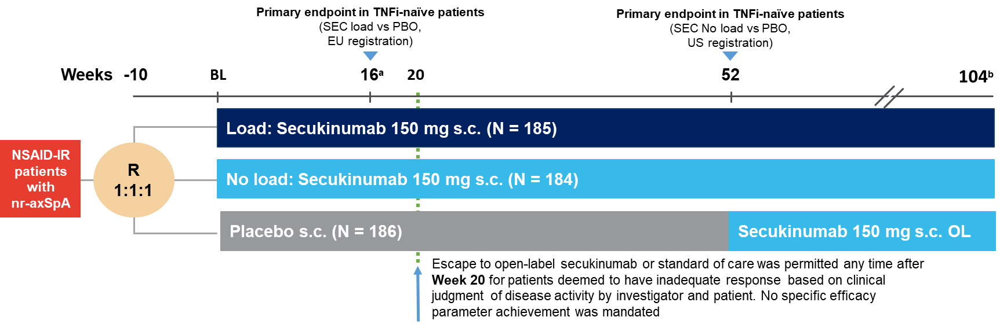 Primary endpoint in TNFi-naïve patients
(SEC load vs PBO,
EU registration)
Primary endpoint in TNFi-naïve patients
(SEC No load vs PBO,
US registration)
Weeks -10 BL 16a 20 52 104b
Load: Secukinumab 150 mg s.c. (N = 185)
NSAID-IR
patients
with
nr-axSpA
R
1:1:1
No load: Secukinumab 150 mg s.c. (N = 184)
Placebo s.c. (N = 186)
Secukinumab 150 mg s.c. OL
Escape to open-label secukinumab or standard of care was permitted any time after
Week 20 for patients deemed to have inadequate response based on clinical
judgment of disease activity by investigator and patient. No specific efficacy
parameter achievement was mandated